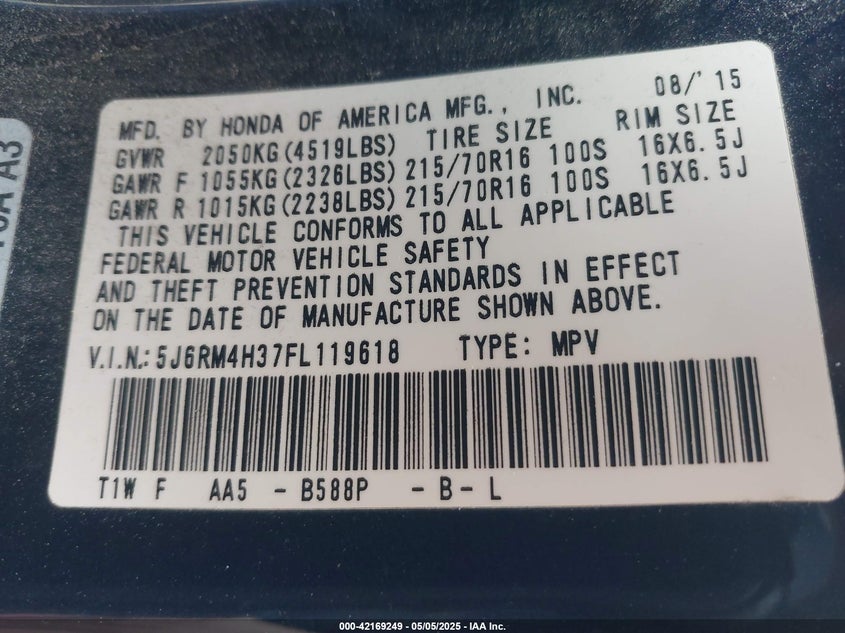 MFD. BY HONDA OF AMERICA MFG., INC. 08/'15
GVWR 2050KG(4519LBS) TIRE SIZE RIM SIZE
GAWR F 1055KG(2326LBS) 215/70R16 100S 16X6.5J
GAWR R 1015KG(2238LBS) 215/70R16 100S 16X6.5J
THIS VEHICLE CONFORMS TO ALL APPLICABLE
FEDERAL MOTOR VEHICLE SAFETY
AND THEFT PREVENTION STANDARDS IN EFFECT
ON THE DATE OF MANUFACTURE SHOWN ABOVE.
V.I.N.: 5J6RM4H37FL119618 TYPE: MPV
T1W F AA5 - B588P - B - L
A3
000-42169249 - 05/05/2025 - IAA Inc.